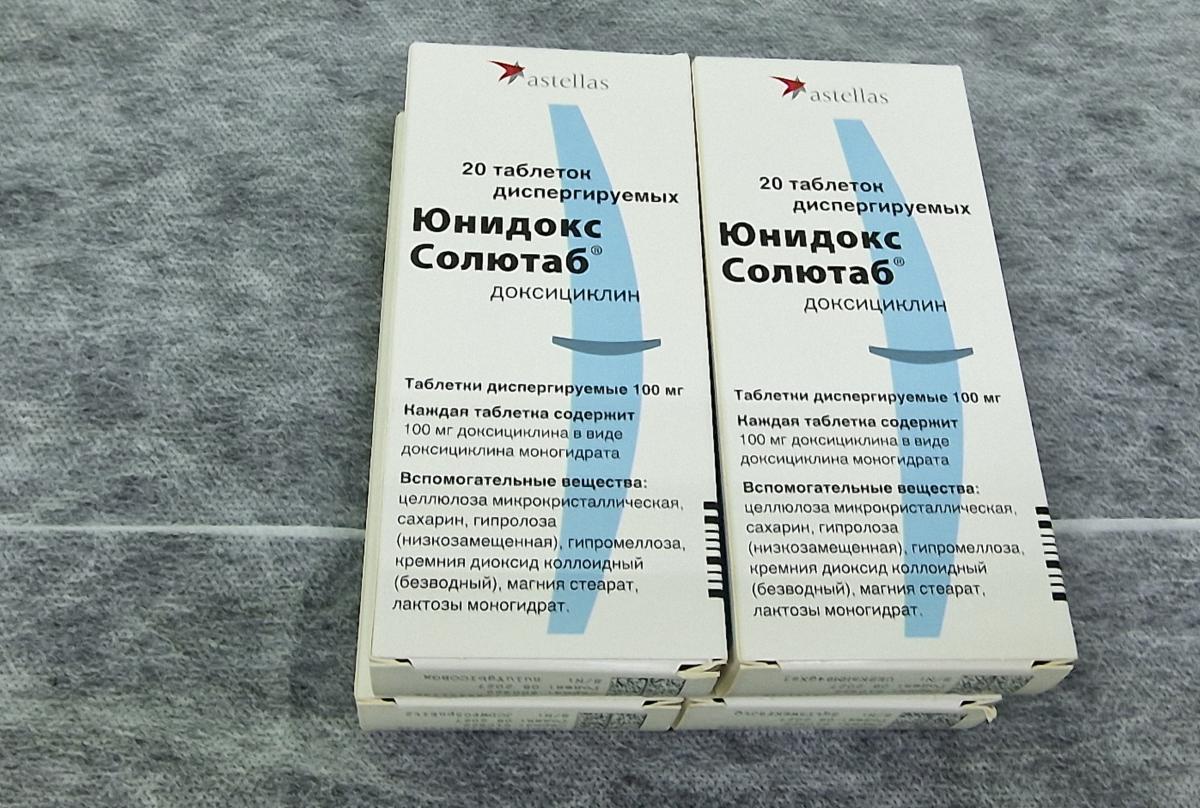 astellas
20 таблеток
диспергируемых
Юнидокс
Солютаб®
доксициклин
Таблетки диспергируемые 100 мг
Каждая таблетка содержит
100 мг доксициклина в виде
доксициклина моногидрата
Вспомогательные вещества:
целлюлоза микрокристаллическая,
сахарин, гипролоза
(низкозамещенная), гипромеллоза,
кремния диоксид коллоидный
(безводный), магния стеарат,
лактозы моногидрат.
astellas
20 таблеток
диспергируемых
Юнидокс
Солютаб®
доксициклин
Таблетки диспергируемые 100 мг
Каждая таблетка содержит
100 мг доксициклина в виде
доксициклина моногидрата
Вспомогательные вещества:
целлюлоза микрокристаллическая,
сахарин, гипролоза
(низкозамещенная), гипромеллоза,
кремния диоксид коллоидный
(безводный), магния стеарат,
лактозы моногидрат.